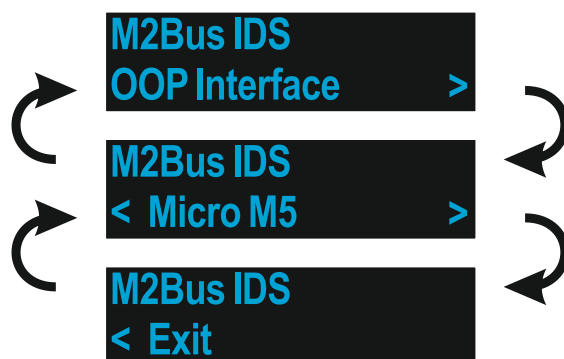 M2Bus IDS
OOP Interface >
M2Bus IDS
< Micro M5 >
M2Bus IDS
< Exit